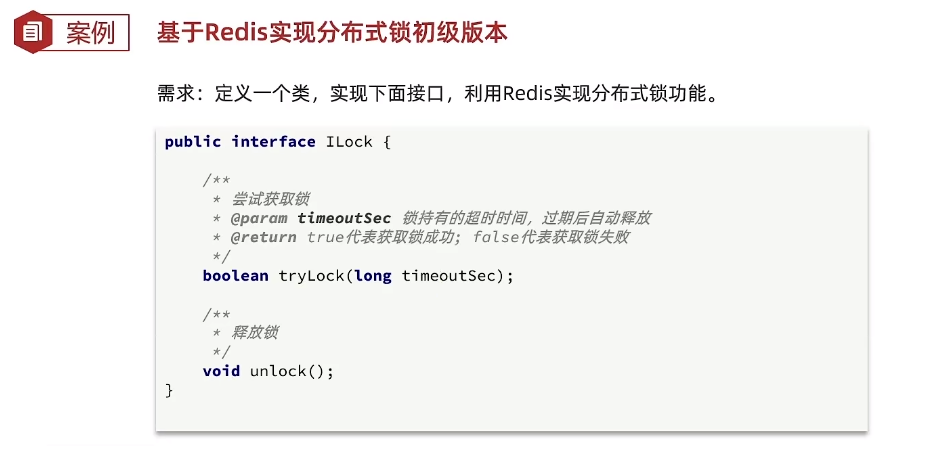 案例
基于Redis实现分布式锁初级版本
需求：定义一个类，实现下面接口，利用Redis实现分布式锁功能。
public interface ILock {
/**
* 尝试获取锁
* @param timeoutSec 锁持有的超时时间，过期后自动释放
* @return true代表获取锁成功; false代表获取锁失败
*/
boolean tryLock(long timeoutSec);
/**
* 释放锁
*/
void unlock();
}